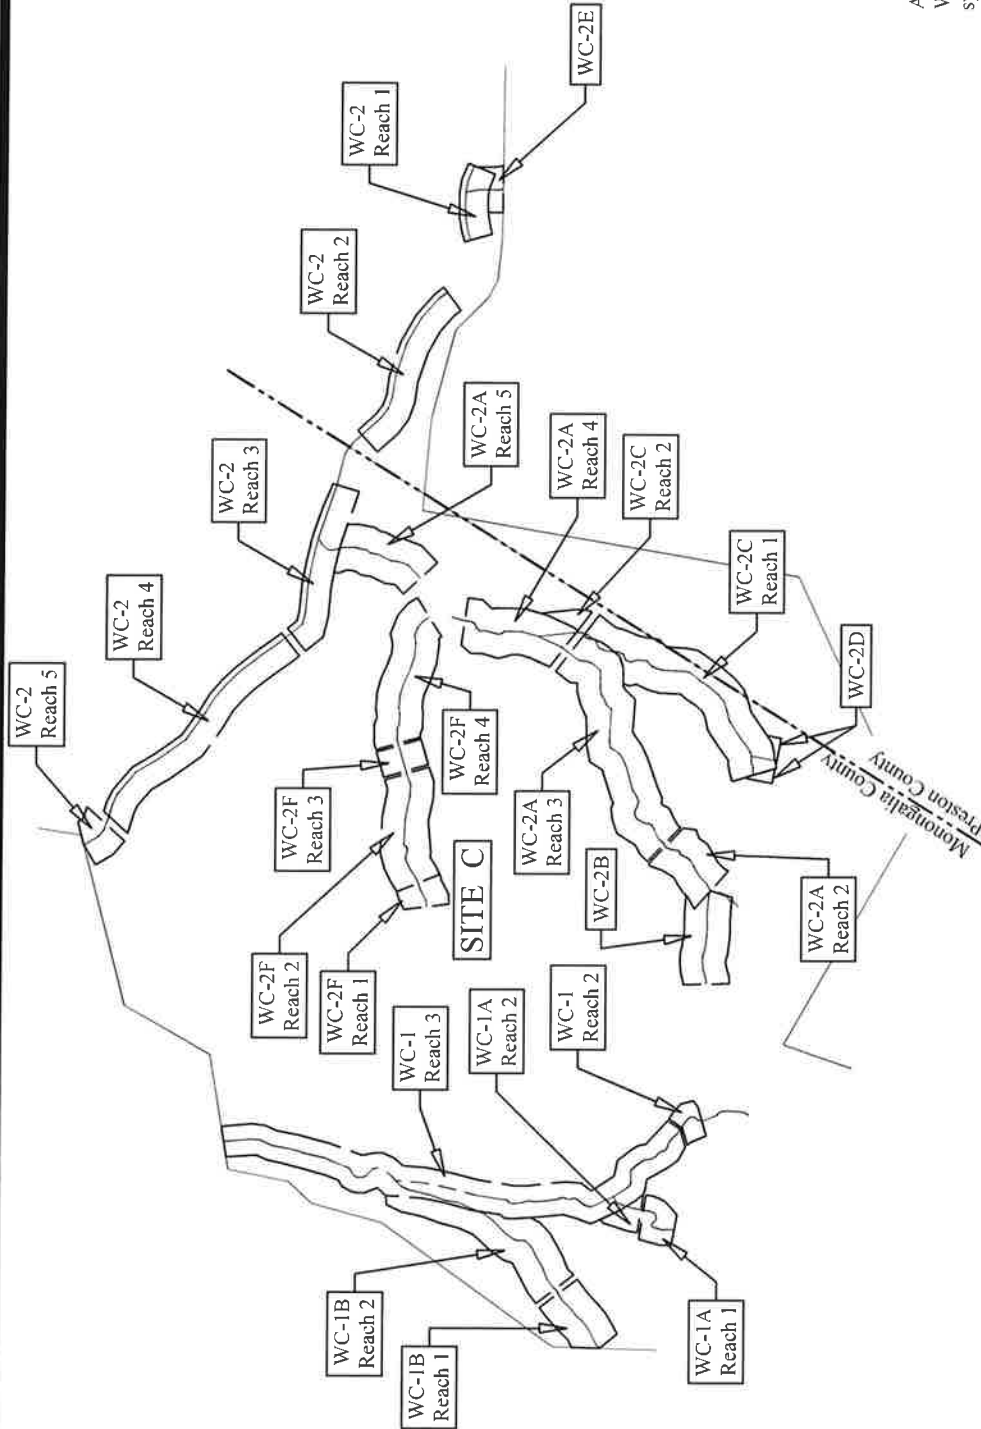 WC-2E
WC-2
Reach 1
WC-2
Reach 2
WC-2
Reach 3
WC-2
Reach 4
WC-2
Reach 5
WC-2A
Reach 5
WC-2A
Reach 4
WC-2C
Reach 2
WC-2C
Reach 1
WC-2D
WC-2F
Reach 4
WC-2F
Reach 3
WC-2F
Reach 2
WC-2F
Reach 1
SITE C
WC-2A
Reach 3
WC-2B
WC-2A
Reach 2
Monongalia County
Preston County
WC-1
Reach 3
WC-1A
Reach 2
WC-1
Reach 2
WC-1B
Reach 2
WC-1B
Reach 1
WC-1A
Reach 1